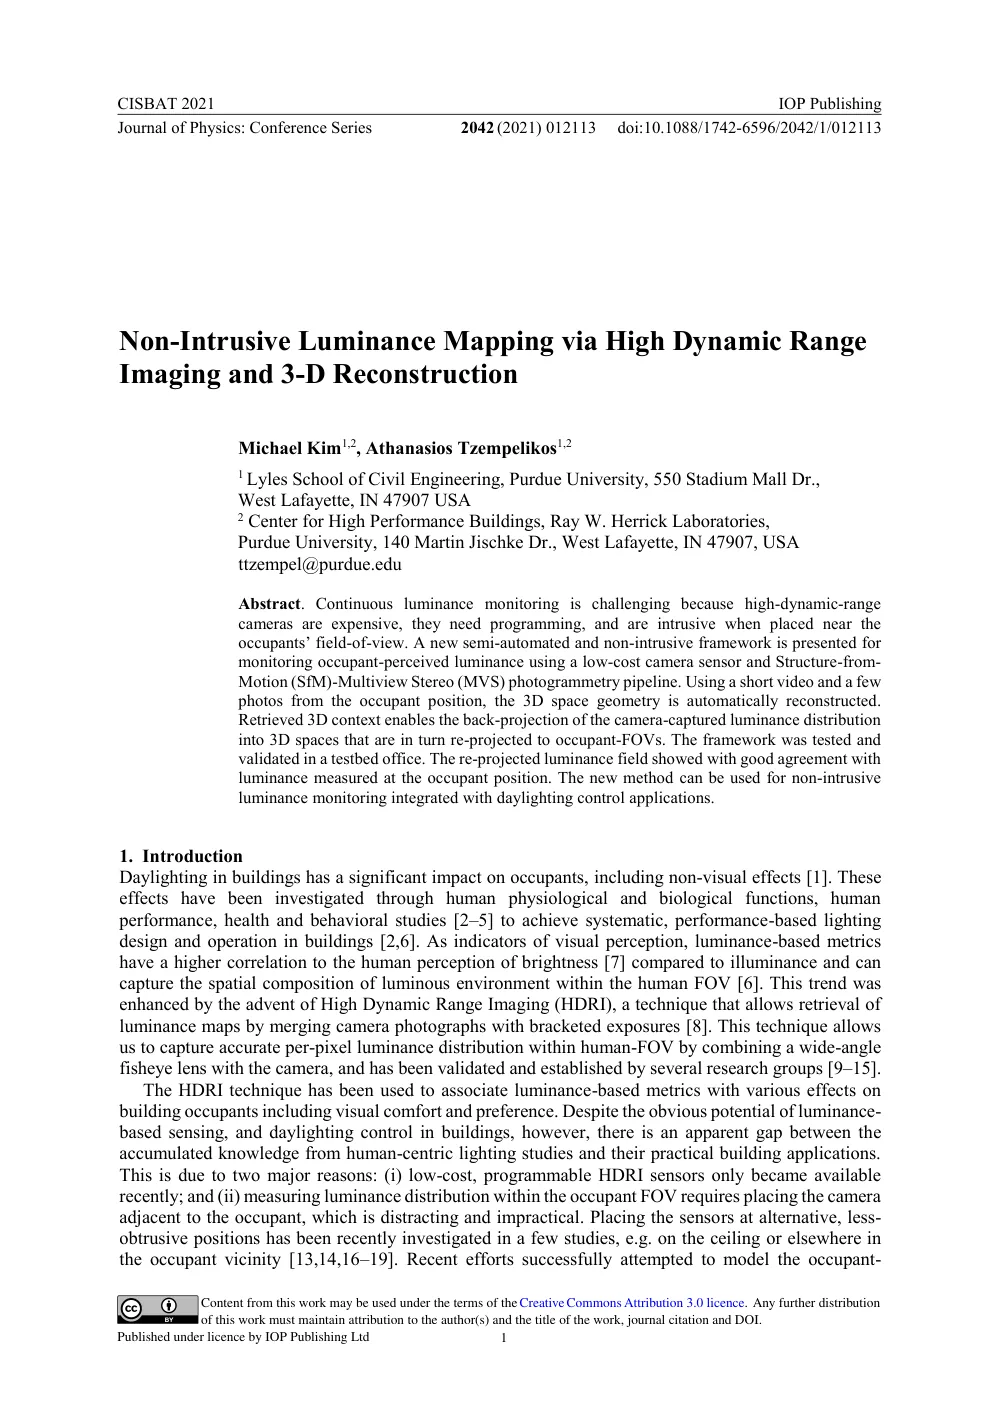 CISBAT 2021
IOP Publishing
Journal of Physics: Conference Series
2042 (2021) 012113
doi:10.1088/1742-6596/2042/1/012113
Non-Intrusive Luminance Mapping via High Dynamic Range
Imaging and 3-D Reconstruction
Michael Kim1,2, Athanasios Tzempelikos1,2
1 Lyles School of Civil Engineering, Purdue University, 550 Stadium Mall Dr.,
West Lafayette, IN 47907 USA
2 Center for High Performance Buildings, Ray W. Herrick Laboratories,
Purdue University, 140 Martin Jischke Dr., West Lafayette, IN 47907, USA
ttzempel@purdue.edu
Abstract. Continuous luminance monitoring is challenging because high-dynamic-range
cameras are expensive, they need programming, and are intrusive when placed near the
occupants' field-of-view. A new semi-automated and non-intrusive framework is presented for
monitoring occupant-perceived luminance using a low-cost camera sensor and Structure-from-
Motion (SfM)-Multiview Stereo (MVS) photogrammetry pipeline. Using a short video and a few
photos from the occupant position, the 3D space geometry is automatically reconstructed.
Retrieved 3D context enables the back-projection of the camera-captured luminance distribution
into 3D spaces that are in turn re-projected to occupant-FOVs. The framework was tested and
validated in a testbed office. The re-projected luminance field showed with good agreement with
luminance measured at the occupant position. The new method can be used for non-intrusive
luminance monitoring integrated with daylighting control applications.
1. Introduction
Daylighting in buildings has a significant impact on occupants, including non-visual effects [1]. These
effects have been investigated through human physiological and biological functions, human
performance, health and behavioral studies [2–5] to achieve systematic, performance-based lighting
design and operation in buildings [2,6]. As indicators of visual perception, luminance-based metrics
have a higher correlation to the human perception of brightness [7] compared to illuminance and can
capture the spatial composition of luminous environment within the human FOV [6]. This trend was
enhanced by the advent of High Dynamic Range Imaging (HDRI), a technique that allows retrieval of
luminance maps by merging camera photographs with bracketed exposures [8]. This technique allows
us to capture accurate per-pixel luminance distribution within human-FOV by combining a wide-angle
fisheye lens with the camera, and has been validated and established by several research groups [9–15].
The HDRI technique has been used to associate luminance-based metrics with various effects on
building occupants including visual comfort and preference. Despite the obvious potential of luminance-
based sensing, and daylighting control in buildings, however, there is an apparent gap between the
accumulated knowledge from human-centric lighting studies and their practical building applications.
This is due to two major reasons: (i) low-cost, programmable HDRI sensors only became available
recently; and (ii) measuring luminance distribution within the occupant FOV requires placing the camera
adjacent to the occupant, which is distracting and impractical. Placing the sensors at alternative, less-
obtrusive positions has been recently investigated in a few studies, e.g. on the ceiling or elsewhere in
the occupant vicinity [13,14,16–19]. Recent efforts successfully attempted to model the occupant-
cc BY
Content from this work may be used under the terms of the Creative Commons Attribution 3.0 licence. Any further distribution
of this work must maintain attribution to the author(s) and the title of the work, journal citation and DOI.
Published under licence by IOP Publishing Ltd
1